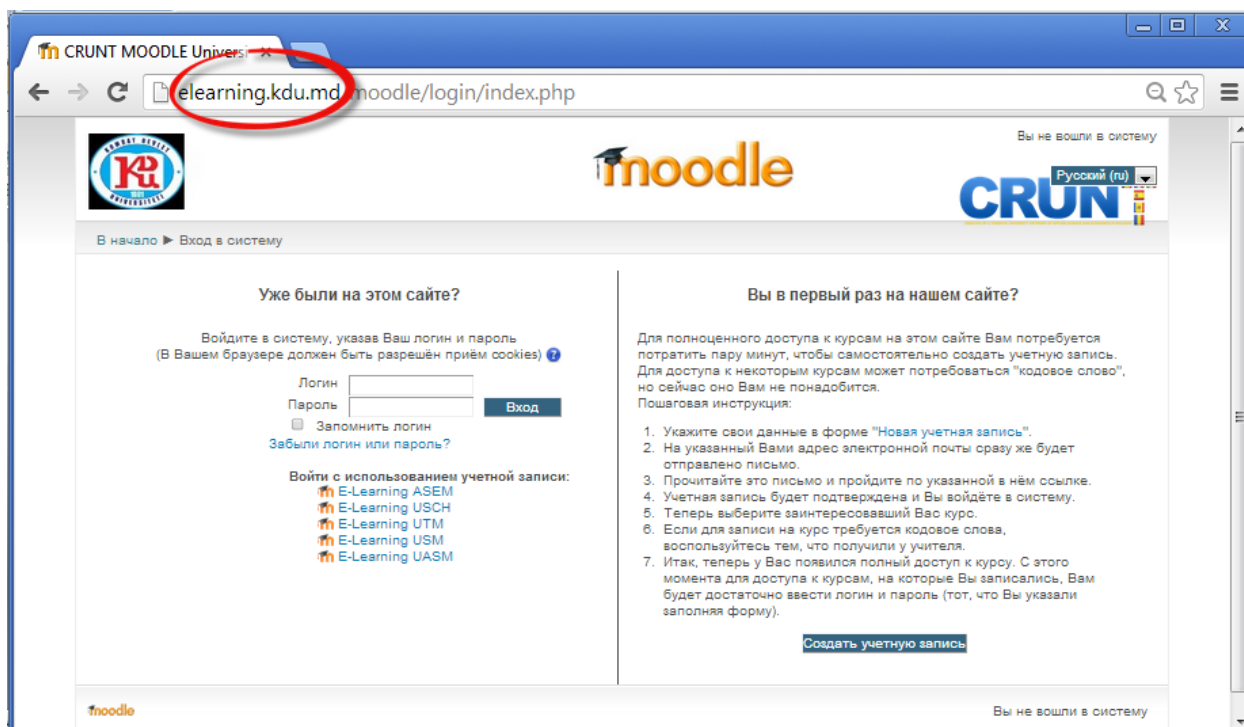 CRUNT MOODLE Universi
elearning.kdu.md/moodle/login/index.php
KOMRAT DEVLET
KDU
1991
UNIVERSITETI
moodle
Вы не вошли в систему
Русский (ru)
CRUNT
В начало ► Вход в систему
Уже были на этом сайте?
Войдите в систему, указав Ваш логин и пароль
(В Вашем браузере должен быть разрешён приём cookies) ?
Логин
Пароль
Вход
Запомнить логин
Забыли логин или пароль?
Войти с использованием учетной записи:
E-Learning ASEM
E-Learning USCH
E-Learning UTM
E-Learning USM
E-Learning UASM
Вы в первый раз на нашем сайте?
Для полноценного доступа к курсам на этом сайте Вам потребуется
потратить пару минут, чтобы самостоятельно создать учетную запись.
Для доступа к некоторым курсам может потребоваться "кодовое слово",
но сейчас оно Вам не понадобится.
Пошаговая инструкция:
1. Укажите свои данные в форме "Новая учетная запись".
2. На указанный Вами адрес электронной почты сразу же будет
отправлено письмо.
3. Прочитайте это письмо и пройдите по указанной в нём ссылке.
4. Учетная запись будет подтверждена и Вы войдёте в систему.
5. Теперь выберите заинтересовавший Вас курс.
6. Если для записи на курс требуется кодовое слова,
воспользуйтесь тем, что получили у учителя.
7. Итак, теперь у Вас появился полный доступ к курсу. С этого
момента для доступа к курсам, на которые Вы записались, Вам
будет достаточно ввести логин и пароль (тот, что Вы указали
заполняя форму).
Создать учетную запись
moodle
Вы не вошли в систему